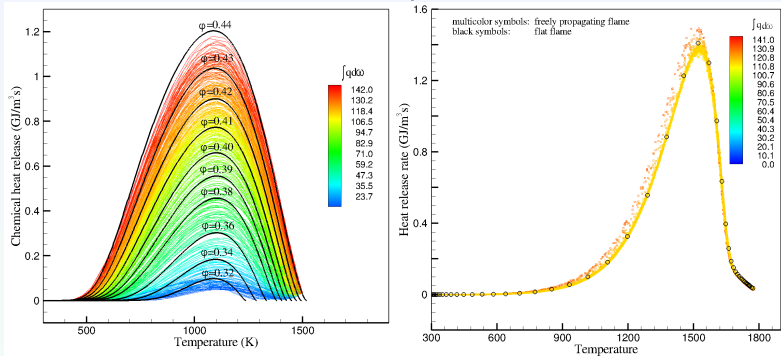 φ=0.44
φ=0.43
φ=0.42
φ=0.41
φ=0.40
φ=0.39
φ=0.38
φ=0.36
φ=0.34
φ=0.32
Chemical heat release (GJ/m³s)
1.2
1
0.8
0.6
0.4
0.2
0
500
1000
1500
Temperature (K)
∫qdω
142.0
130.2
118.4
106.5
94.7
82.9
71.0
59.2
47.3
35.5
23.7
multicolor symbols: freely propagating flame
black symbols: flat flame
∫qdω
141.0
130.9
120.8
110.8
100.7
90.6
80.6
70.5
60.4
50.4
40.3
30.2
20.1
10.1
0.0
Heat release rate (GJ/m³s)
1.6
1.2
0.8
0.4
0
300
600
900
1200
1500
1800
Temperature